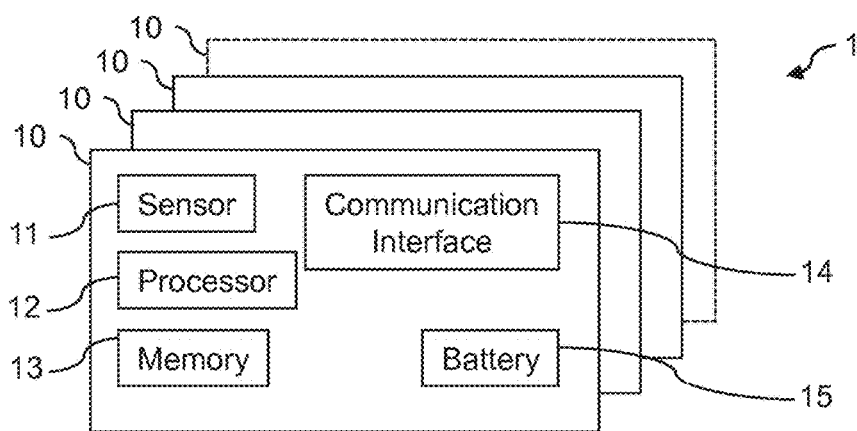 10
1
10
10
10
Sensor
Communication
Interface
11
Processor
14
12
13
Memory
Battery
15